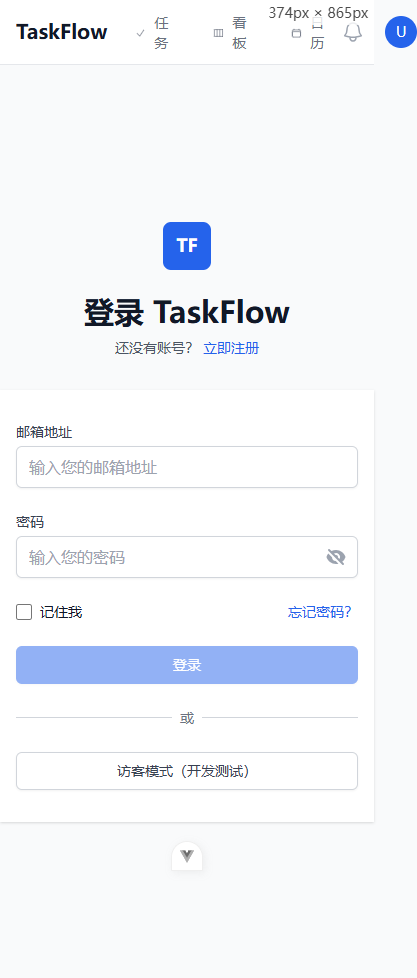 374px × 865px
TaskFlow
任务
看板
日历
U
TF
登录 TaskFlow
还没有账号? 立即注册
邮箱地址
输入您的邮箱地址
密码
输入您的密码
记住我
忘记密码?
登录
或
访客模式（开发测试）